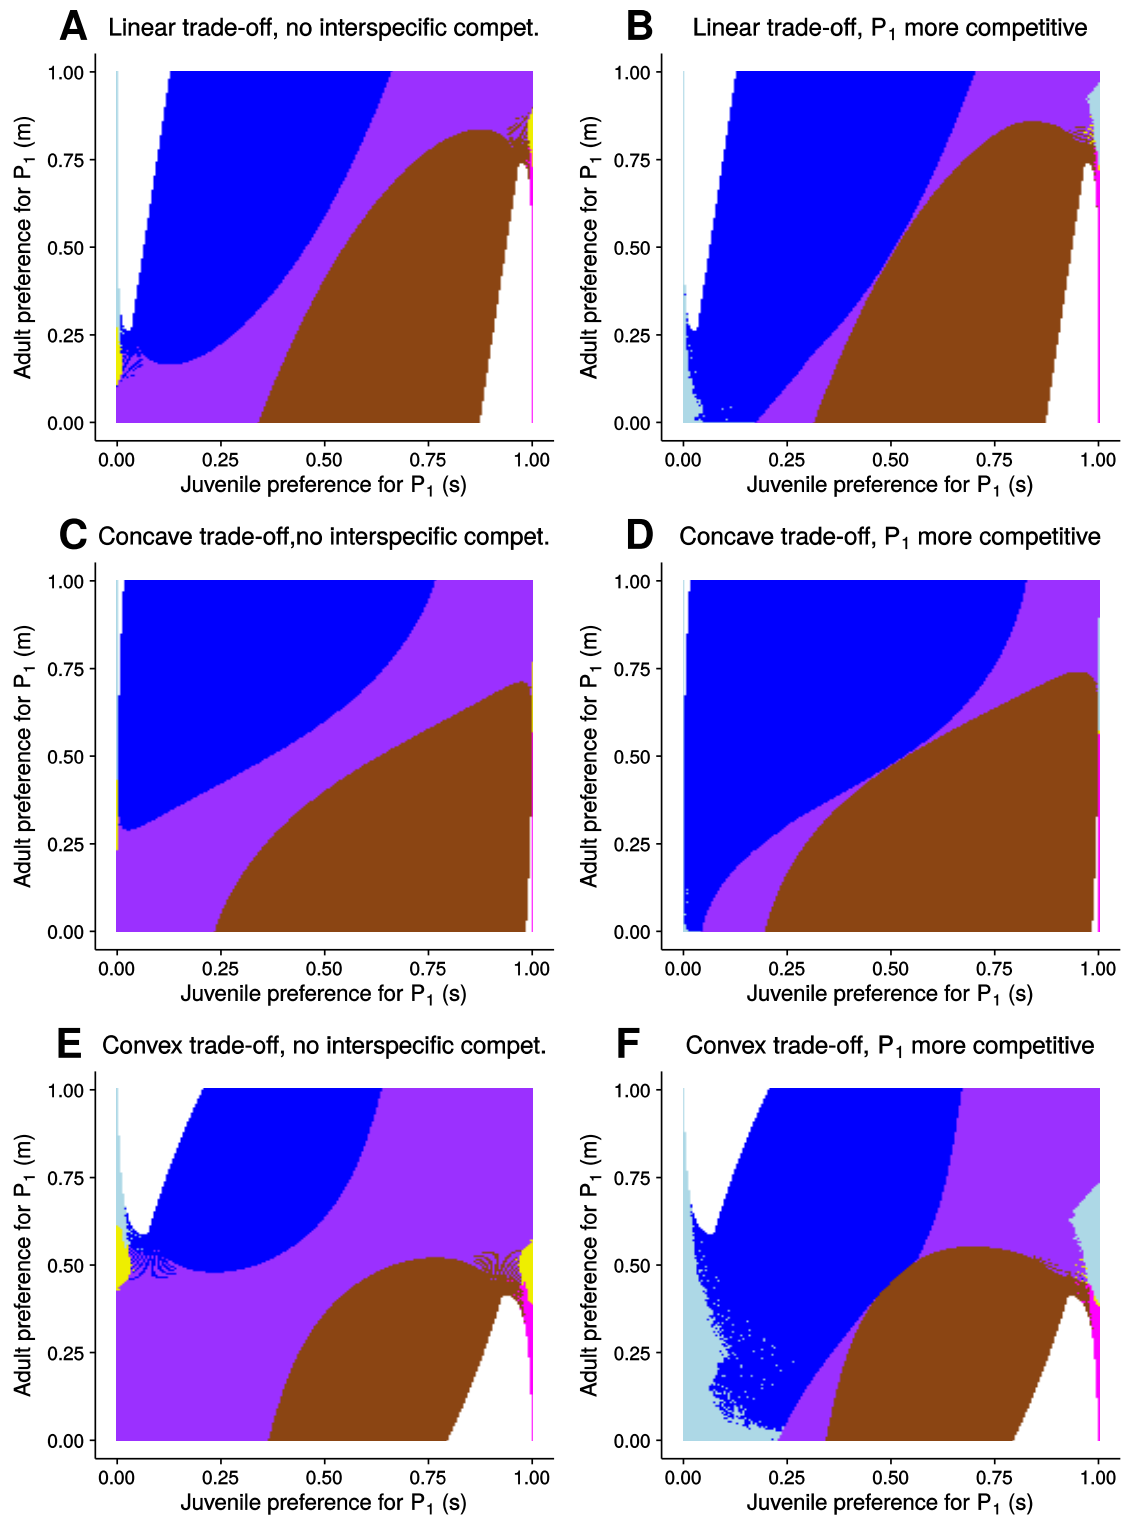 A Linear trade-off, no interspecific compet.
B Linear trade-off, P1 more competitive
1.00
0.75
0.50
0.25
0.00
Adult preference for P1 (m)
0.00 0.25 0.50 0.75 1.00
Juvenile preference for P1 (s)
1.00
0.75
0.50
0.25
0.00
Adult preference for P1 (m)
0.00 0.25 0.50 0.75 1.00
Juvenile preference for P1 (s)
C Concave trade-off,no interspecific compet.
D Concave trade-off, P1 more competitive
1.00
0.75
0.50
0.25
0.00
Adult preference for P1 (m)
0.00 0.25 0.50 0.75 1.00
Juvenile preference for P1 (s)
1.00
0.75
0.50
0.25
0.00
Adult preference for P1 (m)
0.00 0.25 0.50 0.75 1.00
Juvenile preference for P1 (s)
E Convex trade-off, no interspecific compet.
F Convex trade-off, P1 more competitive
1.00
0.75
0.50
0.25
0.00
Adult preference for P1 (m)
0.00 0.25 0.50 0.75 1.00
Juvenile preference for P1 (s)
1.00
0.75
0.50
0.25
0.00
Adult preference for P1 (m)
0.00 0.25 0.50 0.75 1.00
Juvenile preference for P1 (s)